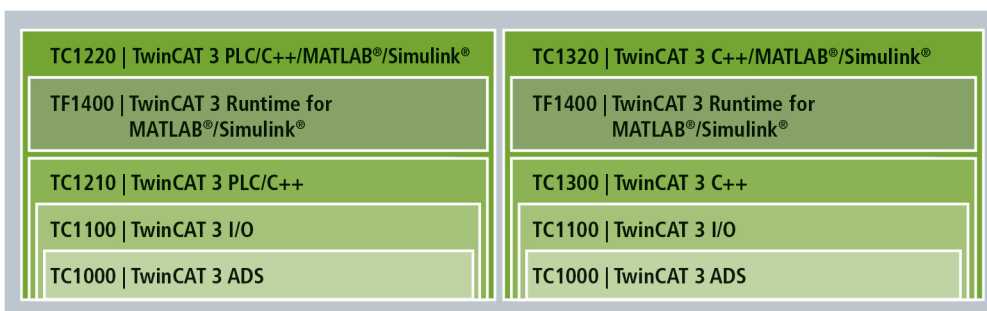 TC1220 | TwinCAT 3 PLC/C++/MATLAB®/Simulink®
TF1400 | TwinCAT 3 Runtime for
MATLAB®/Simulink®
TC1210 | TwinCAT 3 PLC/C++
TC1100 | TwinCAT 3 I/O
TC1000 | TwinCAT 3 ADS
TC1320 | TwinCAT 3 C++/MATLAB®/Simulink®
TF1400 | TwinCAT 3 Runtime for
MATLAB®/Simulink®
TC1300 | TwinCAT 3 C++
TC1100 | TwinCAT 3 I/O
TC1000 | TwinCAT 3 ADS